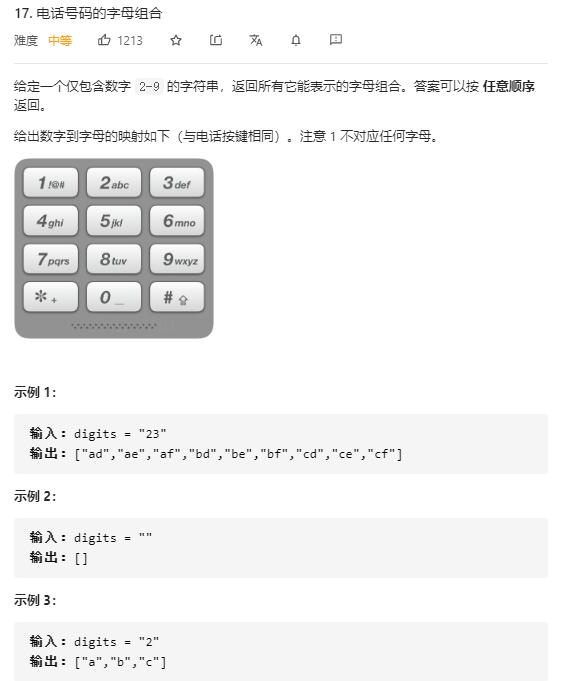 17. 电话号码的字母组合
难度 中等 1213
给定一个仅包含数字 2-9 的字符串，返回所有它能表示的字母组合。答案可以按 任意顺序
返回。
给出数字到字母的映射如下（与电话按键相同）。注意 1 不对应任何字母。
1 !@# 2 abc 3 def
4 ghi 5 jkl 6 mno
7 pqrs 8 tuv 9 wxyz
* + 0 _ #
示例 1：
输入：digits = "23"
输出：["ad","ae","af","bd","be","bf","cd","ce","cf"]
示例 2：
输入：digits = ""
输出：[]
示例 3：
输入：digits = "2"
输出：["a","b","c"]